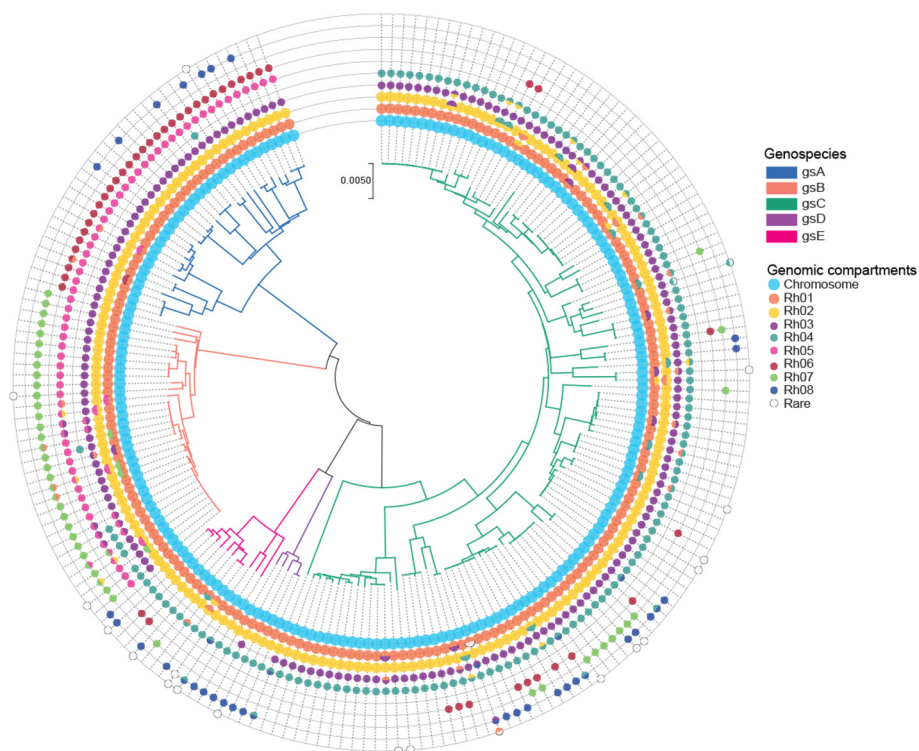 0.0050
Genospecies
gsA
gsB
gsC
gsD
gsE
Genomic compartments
Chromosome
Rh01
Rh02
Rh03
Rh04
Rh05
Rh06
Rh07
Rh08
Rare